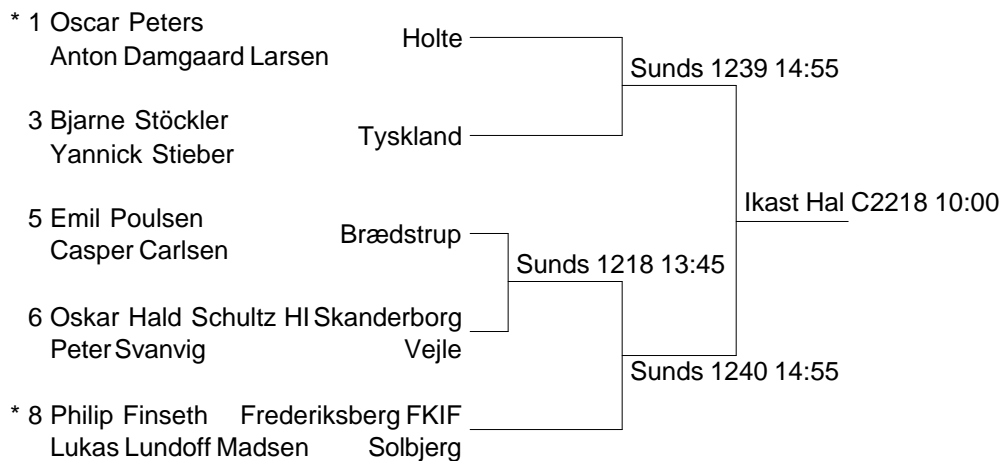 * 1 Oscar Peters Holte
Anton Damgaard Larsen
Sunds 1239 14:55
3 Bjarne Stöckler Tyskland
Yannick Stieber
Ikast Hal C2218 10:00
5 Emil Poulsen Brædstrup
Casper Carlsen
Sunds 1218 13:45
6 Oskar Hald Schultz HI Skanderborg
Peter Svanvig Vejle
Sunds 1240 14:55
* 8 Philip Finseth Frederiksberg FKIF
Lukas Lundoff Madsen Solbjerg